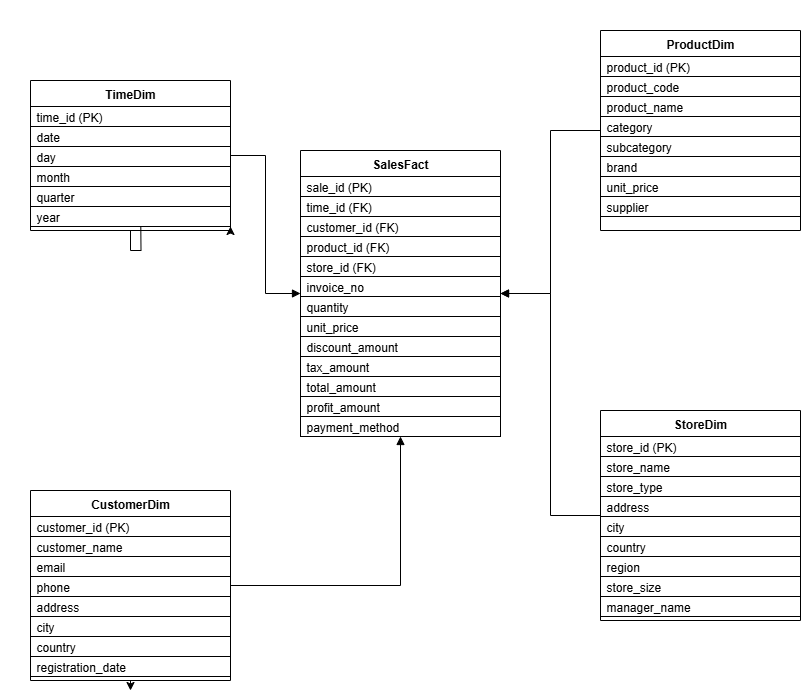 TimeDim
time_id (PK)
date
day
month
quarter
year
SalesFact
sale_id (PK)
time_id (FK)
customer_id (FK)
product_id (FK)
store_id (FK)
invoice_no
quantity
unit_price
discount_amount
tax_amount
total_amount
profit_amount
payment_method
ProductDim
product_id (PK)
product_code
product_name
category
subcategory
brand
unit_price
supplier
CustomerDim
customer_id (PK)
customer_name
email
phone
address
city
country
registration_date
StoreDim
store_id (PK)
store_name
store_type
address
city
country
region
store_size
manager_name